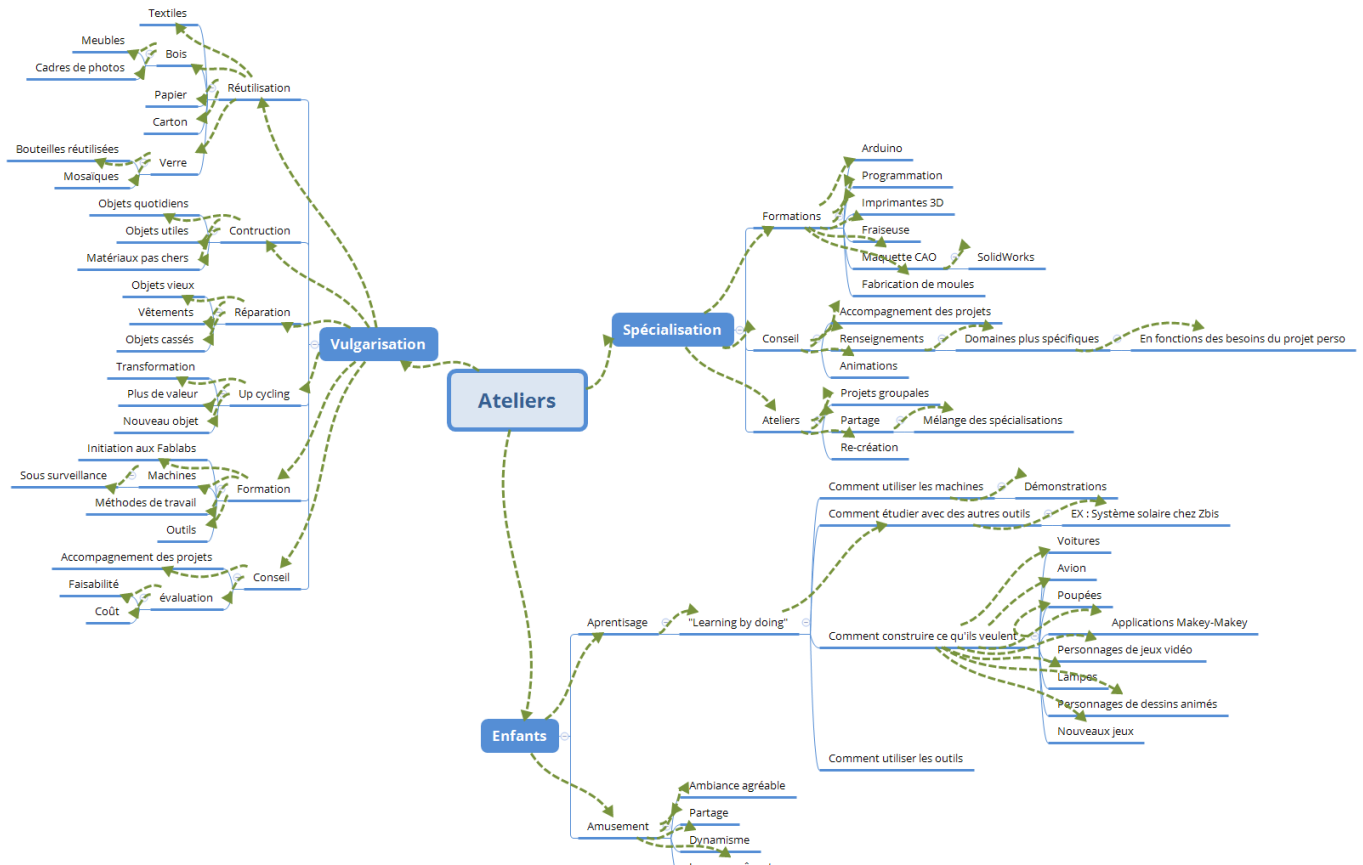 Ateliers
Vulgarisation
Réutilisation
Textiles
Bois
Meubles
Cadres de photos
Papier
Carton
Verre
Bouteilles réutilisées
Mosaïques
Contruction
Objets quotidiens
Objets utiles
Matériaux pas chers
Réparation
Objets vieux
Vêtements
Objets cassés
Up cycling
Transformation
Plus de valeur
Nouveau objet
Formation
Initiation aux Fablabs
Machines
Sous surveillance
Méthodes de travail
Outils
Conseil
Accompagnement des projets
évaluation
Faisabilité
Coût
Spécialisation
Formations
Arduino
Programmation
Imprimantes 3D
Fraiseuse
Maquette CAO
SolidWorks
Fabrication de moules
Conseil
Accompagnement des projets
Renseignements
Domaines plus spécifiques
En fonctions des besoins du projet perso
Animations
Ateliers
Projets groupales
Partage
Mélange des spécialisations
Re-création
Enfants
Aprentisage
"Learning by doing"
Comment utiliser les machines
Démonstrations
Comment étudier avec des autres outils
EX : Système solaire chez Zbis
Comment construire ce qu'ils veulent
Voitures
Avion
Poupées
Applications Makey-Makey
Personnages de jeux vidéo
Lampes
Personnages de dessins animés
Nouveaux jeux
Comment utiliser les outils
Amusement
Ambiance agréable
Partage
Dynamisme